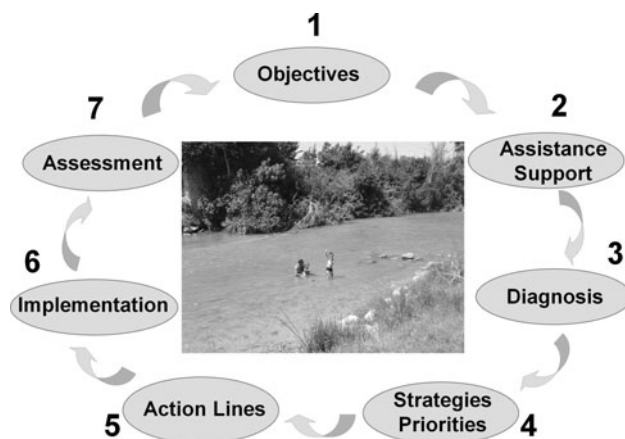 1
Objectives
2
Assistance
Support
3
Diagnosis
4
Strategies
Priorities
5
Action Lines
6
Implementation
7
Assessment